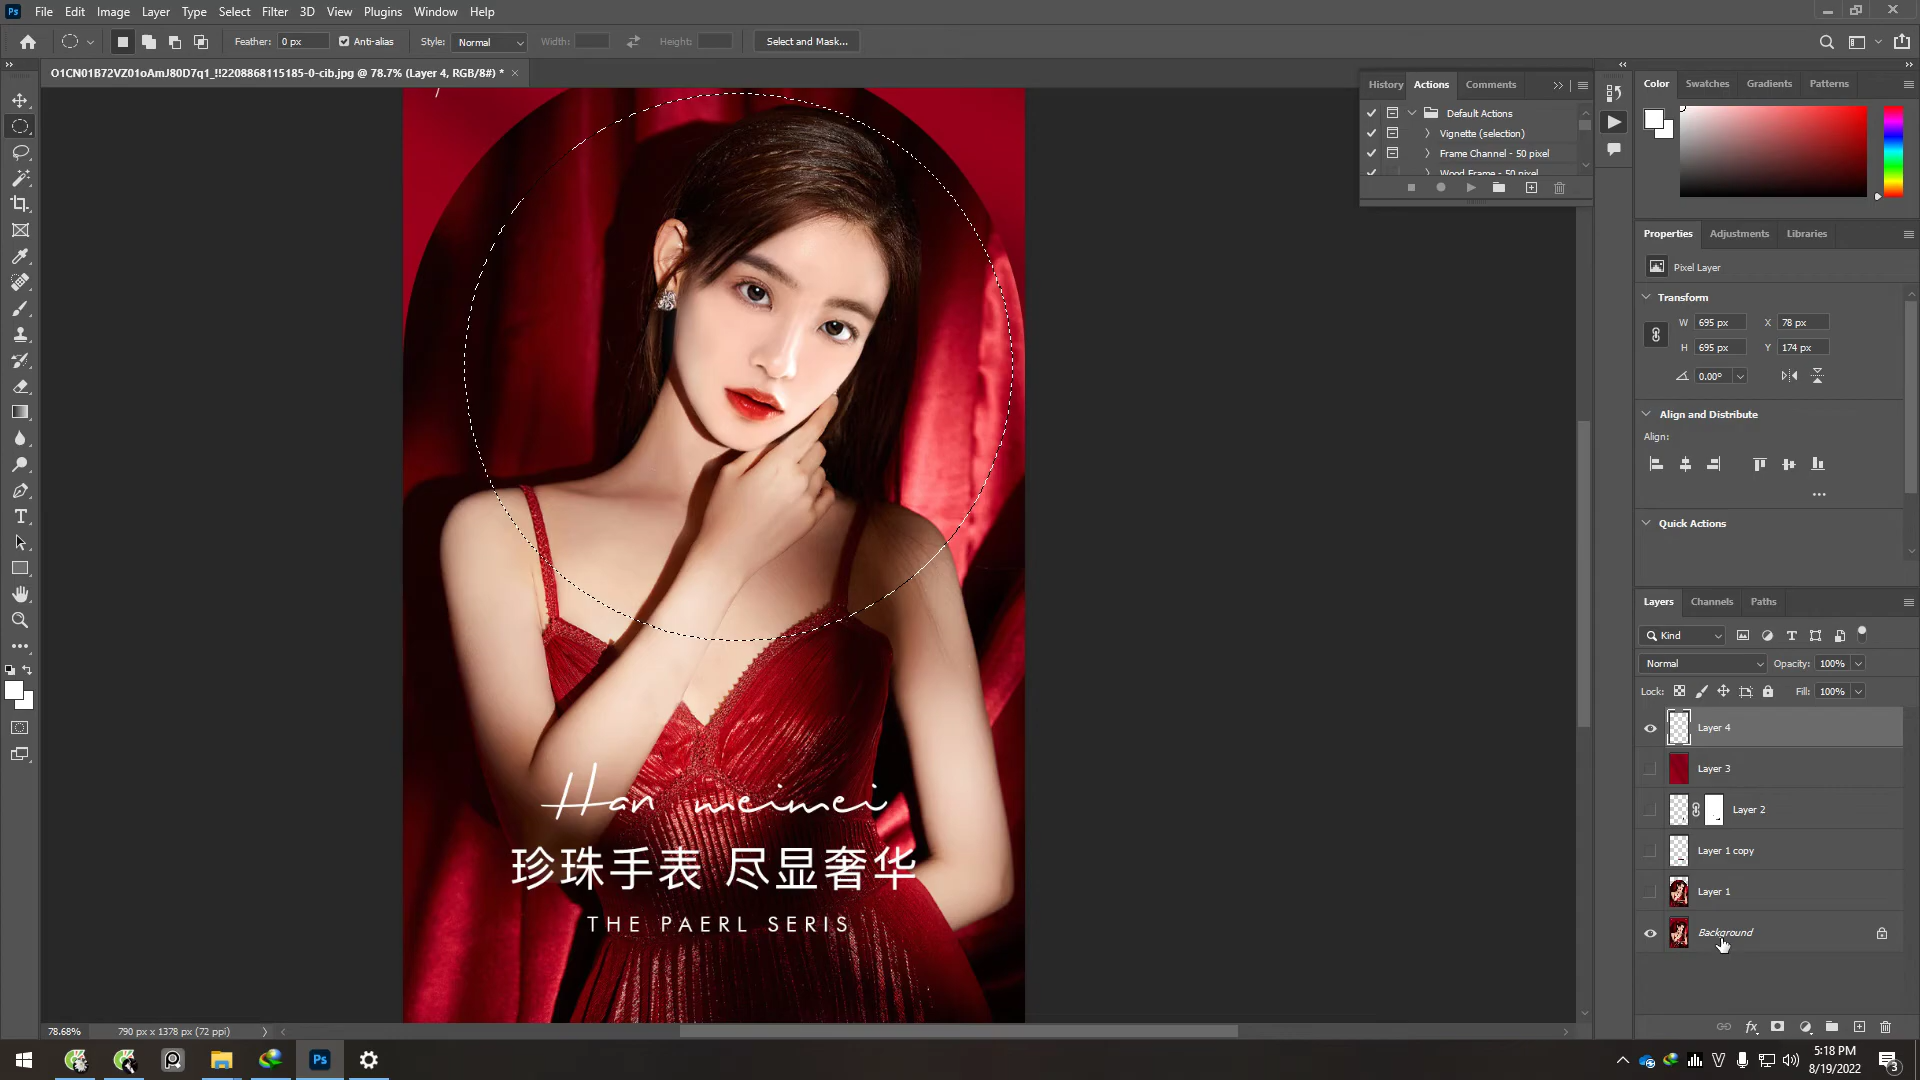 Ps File Edit Image Layer Type Select Filter 3D View Plugins Window Help
Feather: 0 px Anti-alias Style: Normal Width: Height: Select and Mask...
O1CN01B72VZ01oAmJ80D7q1_!!2208868115185-0-cib.jpg @ 78.7% (Layer 4, RGB/8#) *
History Actions Comments
Default Actions
Vignette (selection)
Frame Channel - 50 pixel
Wood Frame - 50 pixel
Color Swatches Gradients Patterns
Properties Adjustments Libraries
Pixel Layer
Transform
W 695 px X 78 px
H 695 px Y 174 px
0.00°
Align and Distribute
Align:
Quick Actions
Layers Channels Paths
Kind
Normal Opacity: 100%
Lock: Fill: 100%
Layer 4
Layer 3
Layer 2
Layer 1 copy
Layer 1
Background
Han meimei
珍珠手表 尽显奢华
THE PAERL SERIS
78.68% 790 px x 1378 px (72 ppi)
Ps
5:18 PM
8/19/2022
3